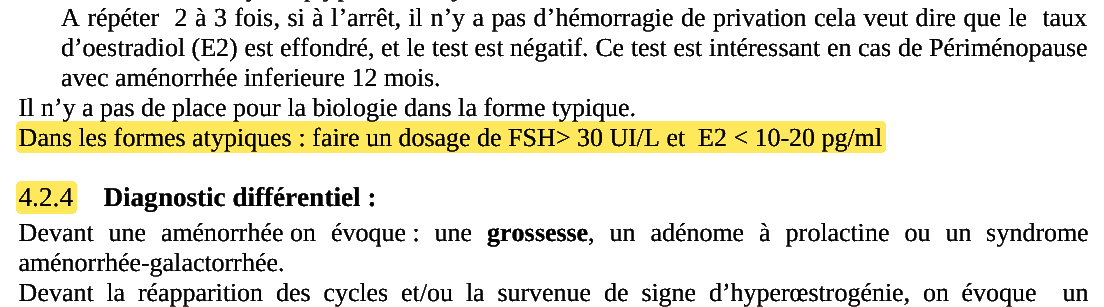 A répéter 2 à 3 fois, si à l’arrêt, il n’y a pas d’hémorragie de privation cela veut dire que le taux
d’oestradiol (E2) est effondré, et le test est négatif. Ce test est intéressant en cas de Périménopause
avec aménorrhée inferieure 12 mois.
Il n’y a pas de place pour la biologie dans la forme typique.
Dans les formes atypiques : faire un dosage de FSH> 30 UI/L et E2 < 10-20 pg/ml
4.2.4 Diagnostic différentiel :
Devant une aménorrhée on évoque : une grossesse, un adénome à prolactine ou un syndrome
aménorrhée-galactorrhée.
Devant la réapparition des cycles et/ou la survenue de signe d’hyperœstrogénie, on évoque un